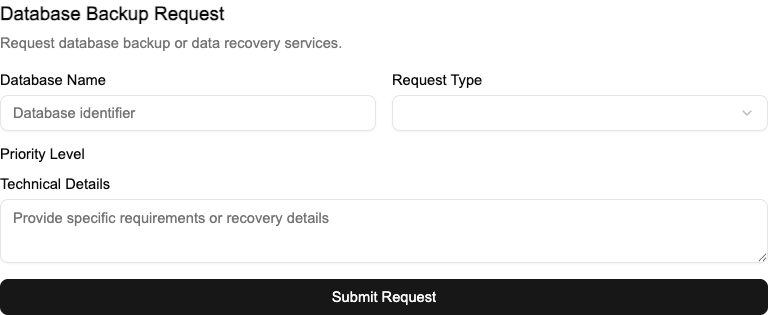 Database Backup Request
Request database backup or data recovery services.
Database Name
Request Type
Database identifier
Priority Level
Technical Details
Provide specific requirements or recovery details
Submit Request